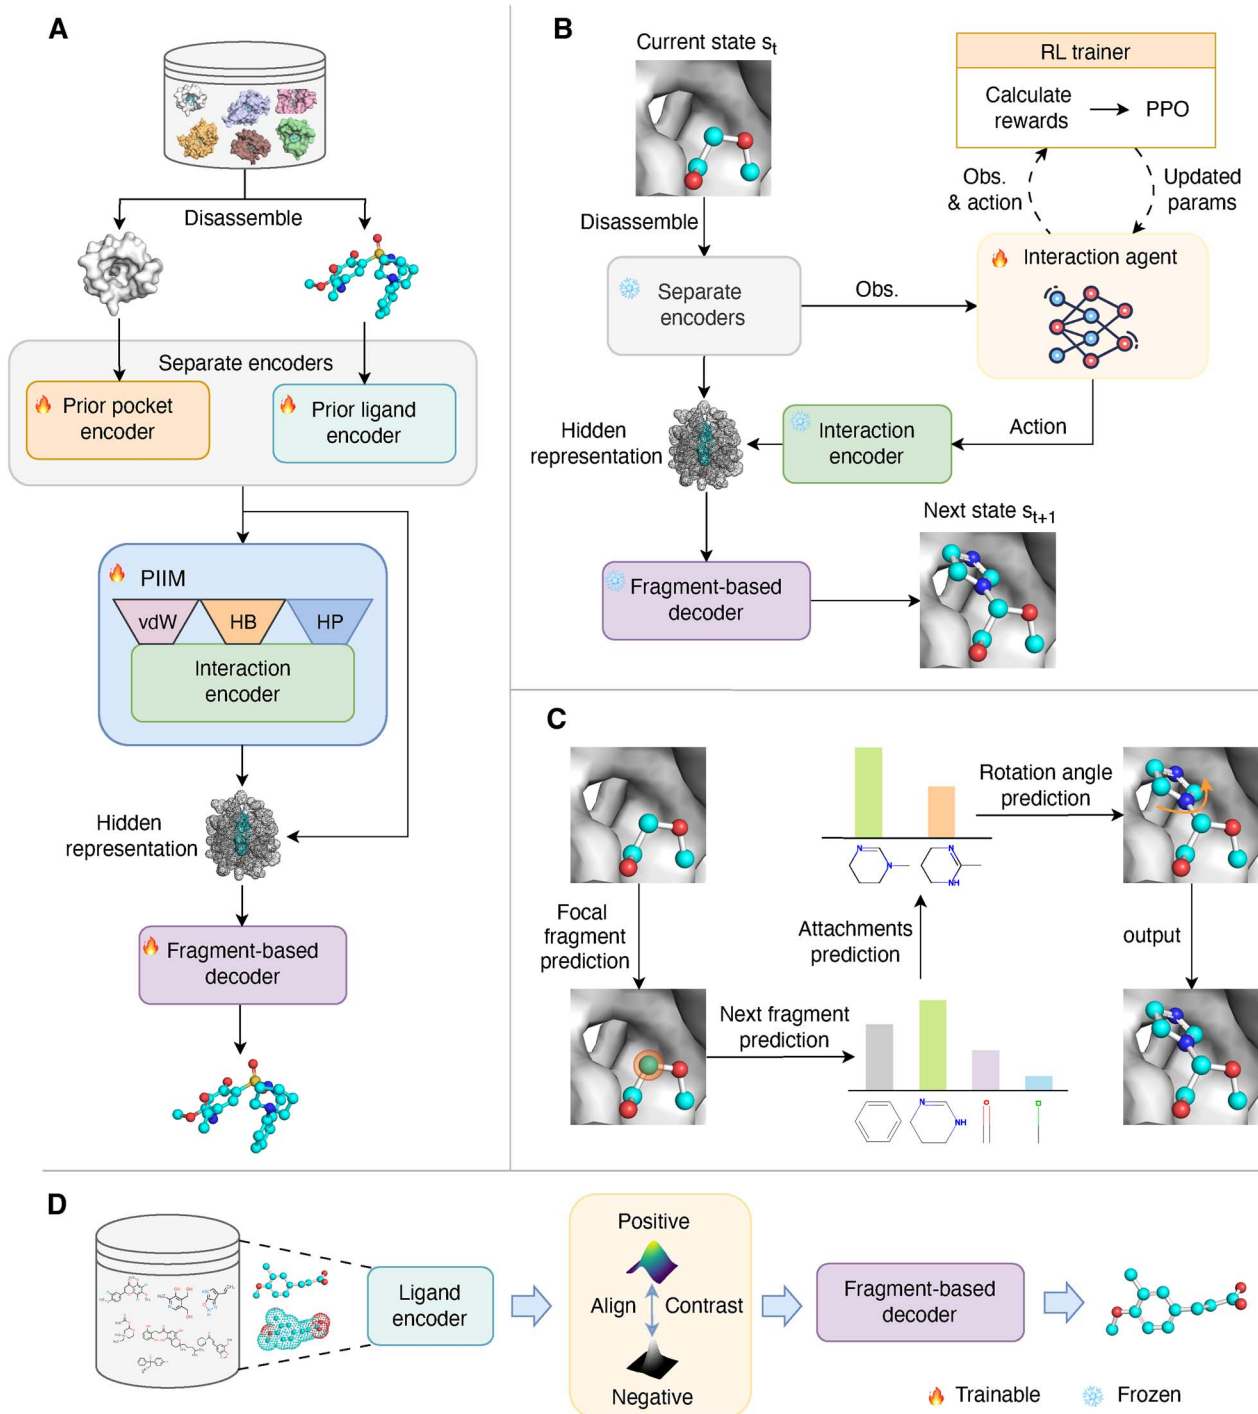 A
Disassemble
Separate encoders
Prior pocket
encoder
Prior ligand
encoder
PIIM
vdW
HB
HP
Interaction
encoder
Hidden
representation
Fragment-based
decoder
B
Current state st
Disassemble
Separate
encoders
Obs.
RL trainer
Calculate
rewards
PPO
Obs.
& action
Updated
params
Interaction agent
Action
Interaction
encoder
Hidden
representation
Fragment-based
decoder
Next state st+1
C
Focal
fragment
prediction
Next fragment
prediction
N
NH
Attachments
prediction
N
N
N
NH
Rotation angle
prediction
output
D
Ligand
encoder
Positive
Align
Contrast
Negative
Fragment-based
decoder
Trainable
Frozen